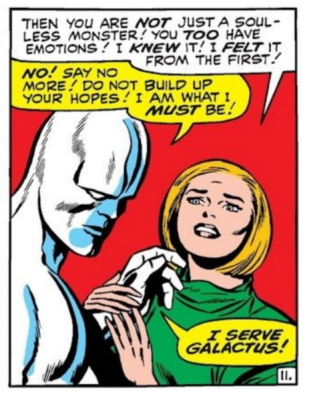 THEN YOU ARE NOT JUST A SOUL-
LESS MONSTER! YOU TOO HAVE
EMOTIONS! I KNEW IT! I FELT IT
FROM THE FIRST!
NO! SAY NO
MORE! DO NOT BUILD UP
YOUR HOPES! I AM WHAT I
MUST BE!
I SERVE
GALACTUS!
11.